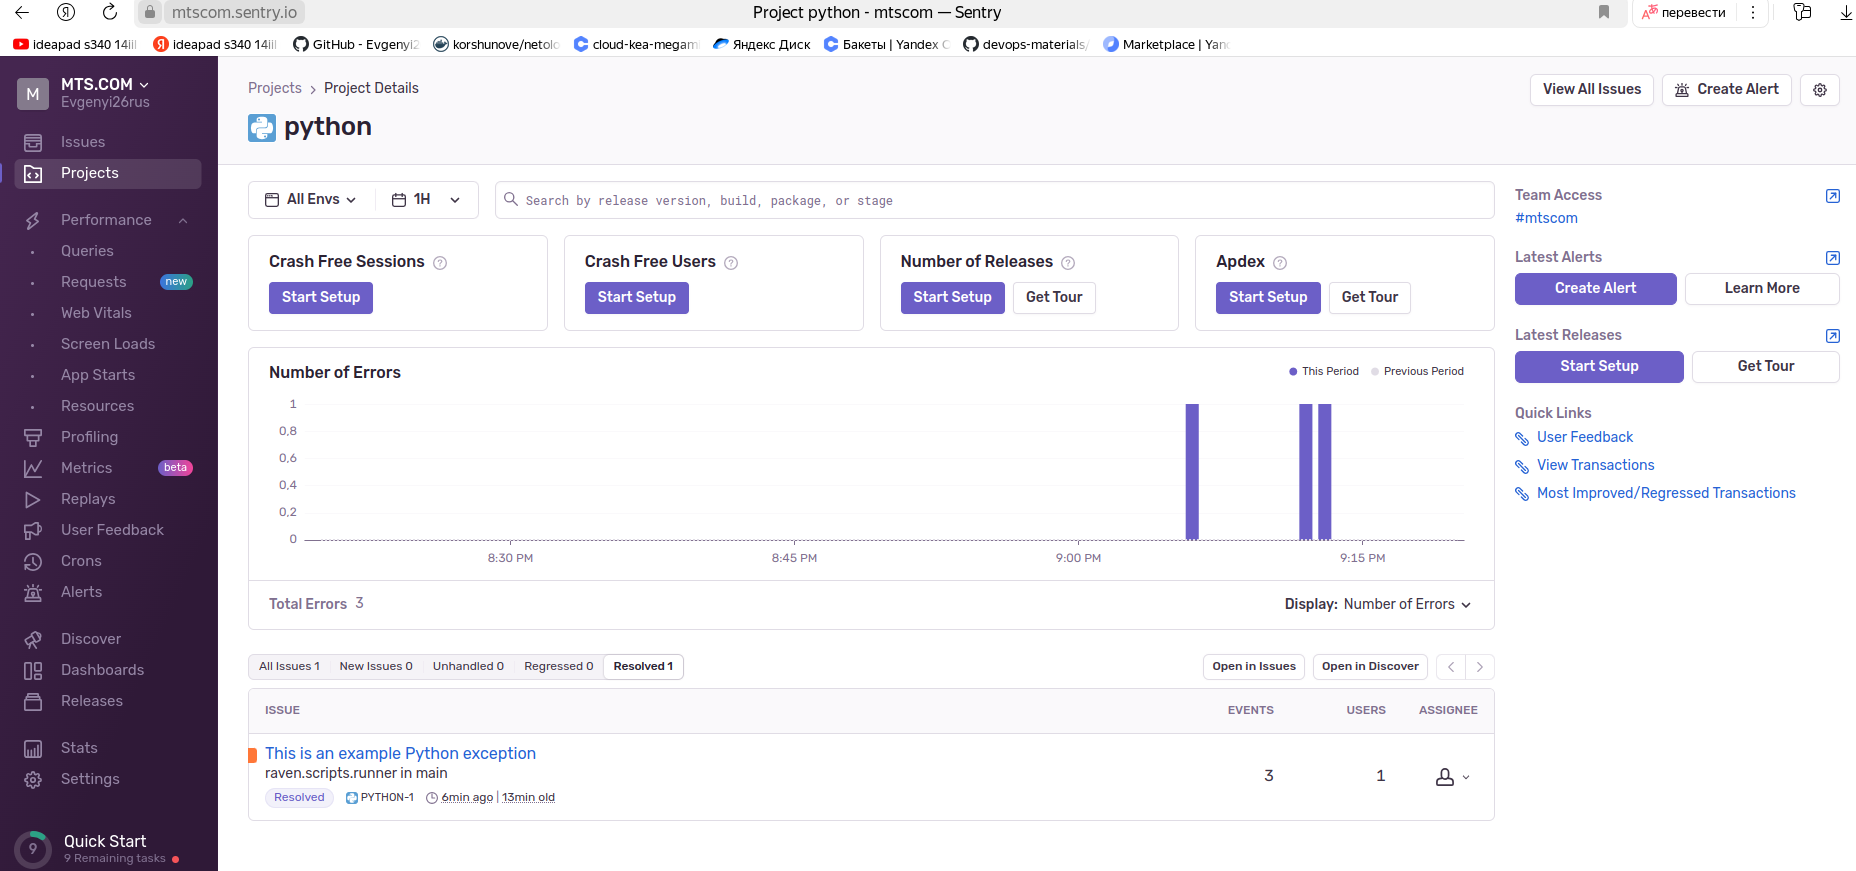 mtscom.sentry.io
Project python - mtscom — Sentry
перевести
ideapad s340 14iil
ideapad s340 14iil
GitHub - Evgenyi2
korshunove/netolo
cloud-kea-megam
Яндекс Диск
Бакеты | Yandex C
devops-materials/
Marketplace | Yan
M
MTS.COM
Evgenyi26rus
Issues
Projects
Performance
Queries
Requests new
Web Vitals
Screen Loads
App Starts
Resources
Profiling
Metrics beta
Replays
User Feedback
Crons
Alerts
Discover
Dashboards
Releases
Stats
Settings
9
Quick Start
9 Remaining tasks
Projects > Project Details
python
View All Issues
Create Alert
All Envs
1H
Search by release version, build, package, or stage
Crash Free Sessions ?
Start Setup
Crash Free Users ?
Start Setup
Number of Releases ?
Start Setup Get Tour
Apdex ?
Start Setup Get Tour
Number of Errors
This Period Previous Period
1
0,8
0,6
0,4
0,2
0
8:30 PM 8:45 PM 9:00 PM 9:15 PM
Total Errors 3
Display: Number of Errors
All Issues 1 New Issues 0 Unhandled 0 Regressed 0 Resolved 1
Open in Issues Open in Discover
ISSUE EVENTS USERS ASSIGNEE
This is an example Python exception
raven.scripts.runner in main
3 1
Resolved PYTHON-1 6min ago | 13min old
Team Access
#mtscom
Latest Alerts
Create Alert Learn More
Latest Releases
Start Setup Get Tour
Quick Links
User Feedback
View Transactions
Most Improved/Regressed Transactions